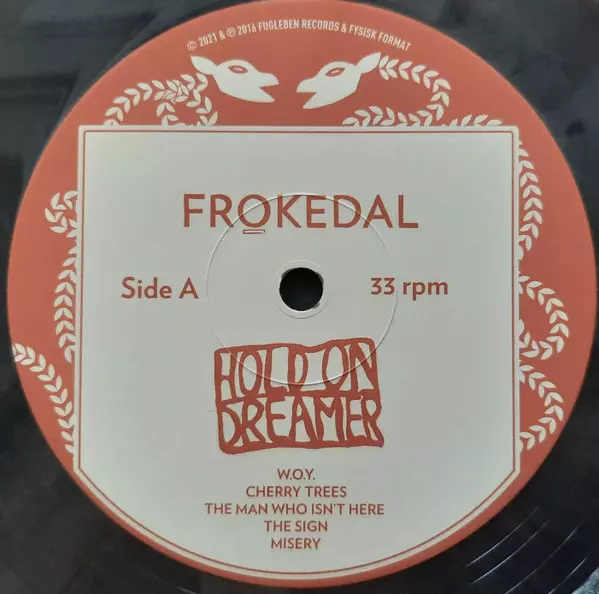 © 2021 & ℗ 2016 FUGLEBEN RECORDS & FYSISK FORMAT
FROKEDAL
Side A
33 rpm
HOLD ON
DREAMER
W.O.Y.
CHERRY TREES
THE MAN WHO ISN'T HERE
THE SIGN
MISERY